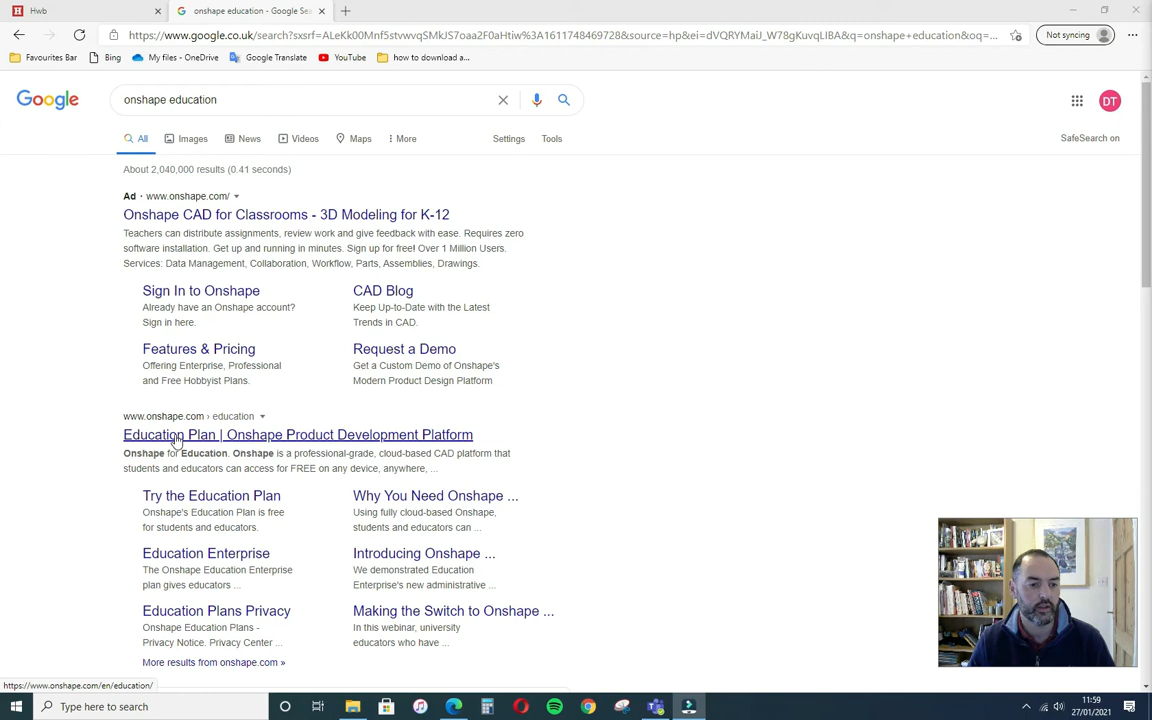 Hwb
onshape education - Google Sea
https://www.google.co.uk/search?sxsrf=ALeKk00Mnf5stvwvqSMkJS7oaa2F0aHtiw%3A1611748469728&source=hp&ei=dVQRYMaiJ_W78gKuvqLIBA&q=onshape+education&oq=...
Not syncing
Favourites Bar Bing My files - OneDrive Google Translate YouTube how to download a...
Google
onshape education
DT
All Images News Videos Maps More Settings Tools
SafeSearch on
About 2,040,000 results (0.41 seconds)
Ad · www.onshape.com/
Onshape CAD for Classrooms - 3D Modeling for K-12
Teachers can distribute assignments, review work and give feedback with ease. Requires zero
software installation. Get up and running in minutes. Sign up for free! Over 1 Million Users.
Services: Data Management, Collaboration, Workflow, Parts, Assemblies, Drawings.
Sign In to Onshape
Already have an Onshape account?
Sign in here.
CAD Blog
Keep Up-to-Date with the Latest
Trends in CAD.
Features & Pricing
Offering Enterprise, Professional
and Free Hobbyist Plans.
Request a Demo
Get a Custom Demo of Onshape's
Modern Product Design Platform
www.onshape.com › education
Education Plan | Onshape Product Development Platform
Onshape for Education. Onshape is a professional-grade, cloud-based CAD platform that
students and educators can access for FREE on any device, anywhere, ...
Try the Education Plan
Onshape's Education Plan is free
for students and educators.
Why You Need Onshape ...
Using fully cloud-based Onshape,
students and educators can ...
Education Enterprise
The Onshape Education Enterprise
plan gives educators ...
Introducing Onshape ...
We demonstrated Education
Enterprise's new administrative ...
Education Plans Privacy
Onshape Education Plans -
Privacy Notice. Privacy Center ...
Making the Switch to Onshape ...
In this webinar, university
educators who have ...
More results from onshape.com »
https://www.onshape.com/en/education/
Type here to search
11:59
27/01/2021